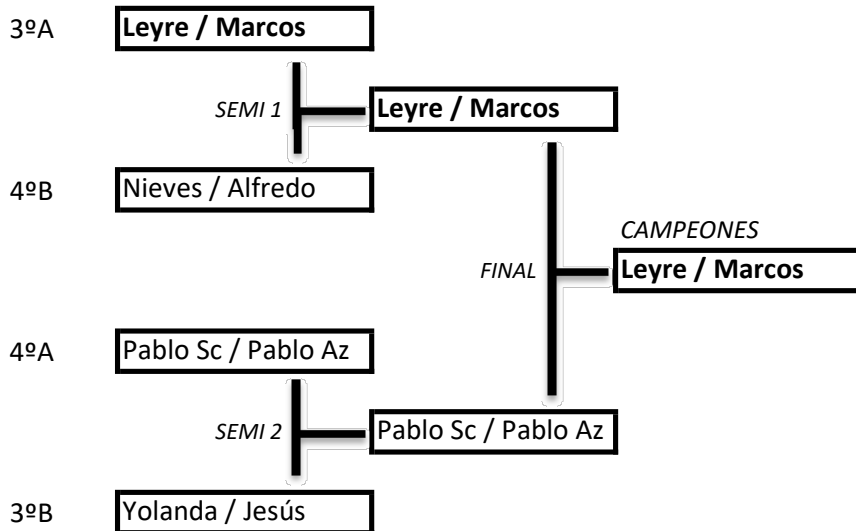 3ºA Leyre / Marcos
SEMI 1 Leyre / Marcos
4ºB Nieves / Alfredo
CAMPEONES
FINAL Leyre / Marcos
4ºA Pablo Sc / Pablo Az
SEMI 2 Pablo Sc / Pablo Az
3ºB Yolanda / Jesús